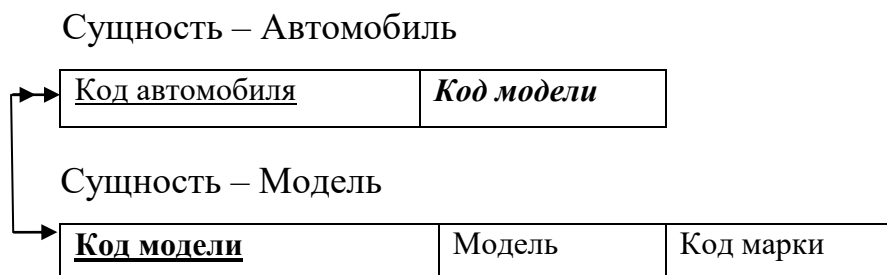 Сущность – Автомобиль
Код автомобиля Код модели
Сущность – Модель
Код модели Модель Код марки